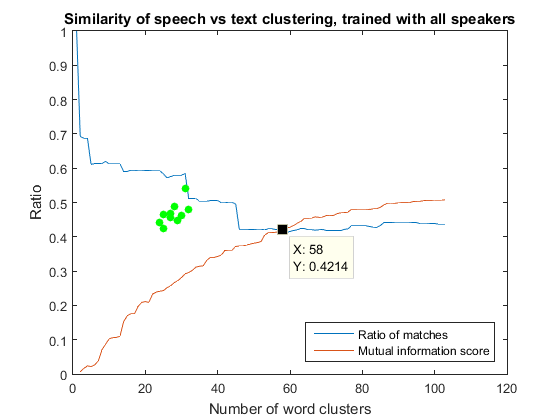 Similarity of speech vs text clustering, trained with all speakers
1
0.9
0.8
0.7
0.6
0.5
0.4
0.3
0.2
0.1
0
Ratio
X: 58
Y: 0.4214
Ratio of matches
Mutual information score
0 20 40 60 80 100 120
Number of word clusters